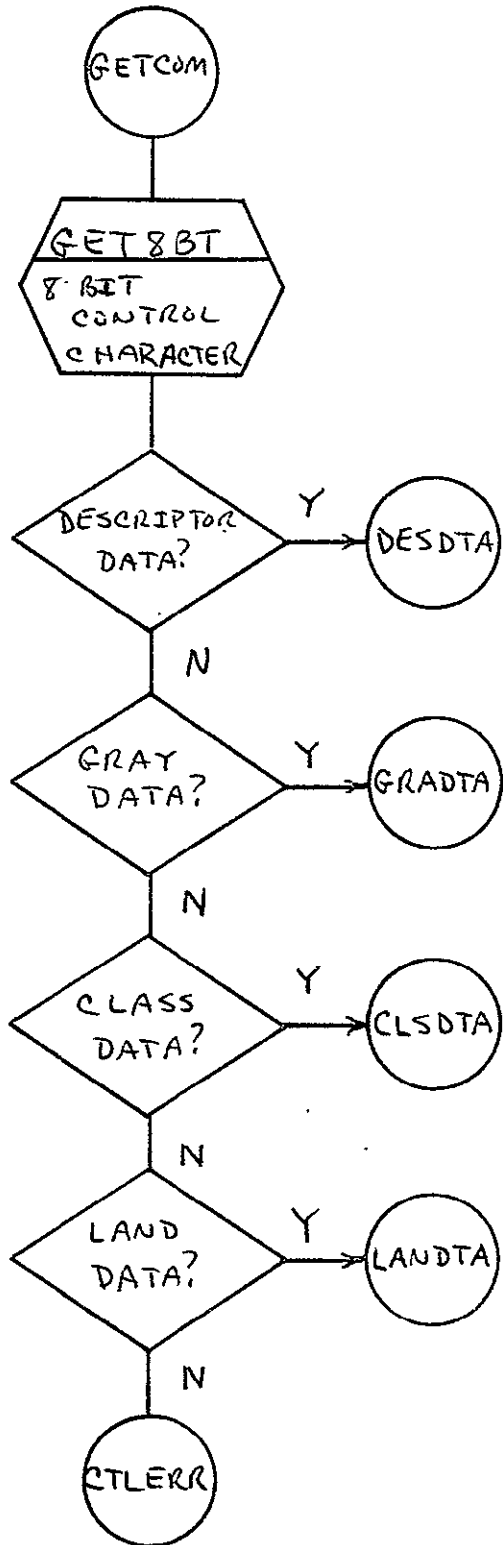 GETCOM
GET8BT
8-BIT
CONTROL
CHARACTER
DESCRIPTOR
DATA?
Y
DESDTA
N
GRAY
DATA?
Y
GRADTA
N
CLASS
DATA?
Y
CLSDTA
N
LAND
DATA?
Y
LANDTA
N
CTLERR